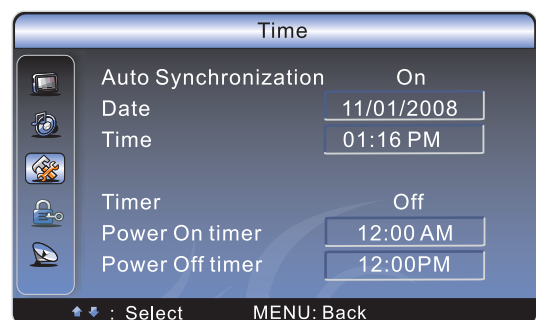 Time
Auto Synchronization On
Date 11/01/2008
Time 01:16 PM
Timer Off
Power On timer 12:00 AM
Power Off timer 12:00PM
: Select MENU: Back